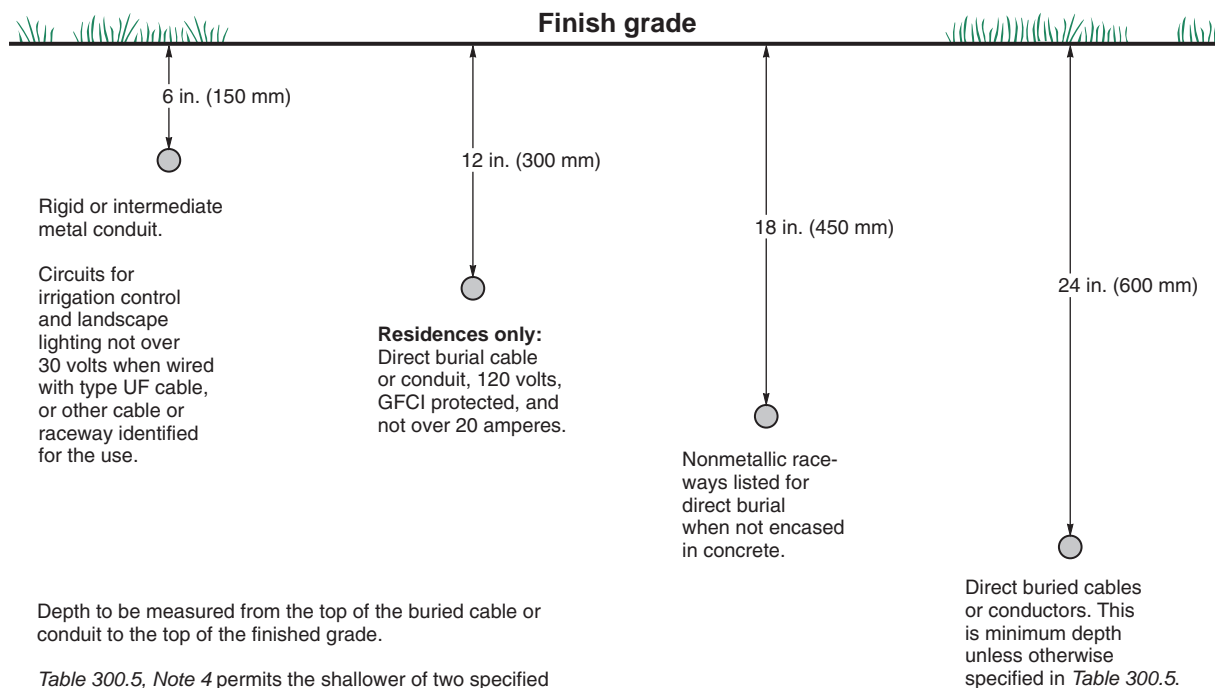 Finish grade
6 in. (150 mm)
Rigid or intermediate
metal conduit.
Circuits for
irrigation control
and landscape
lighting not over
30 volts when wired
with type UF cable,
or other cable or
raceway identified
for the use.
12 in. (300 mm)
Residences only:
Direct burial cable
or conduit, 120 volts,
GFCI protected, and
not over 20 amperes.
18 in. (450 mm)
Nonmetallic race-
ways listed for
direct burial
when not encased
in concrete.
24 in. (600 mm)
Direct buried cables
or conductors. This
is minimum depth
unless otherwise
specified in Table 300.5.
Depth to be measured from the top of the buried cable or
conduit to the top of the finished grade.
Table 300.5, Note 4 permits the shallower of two specified